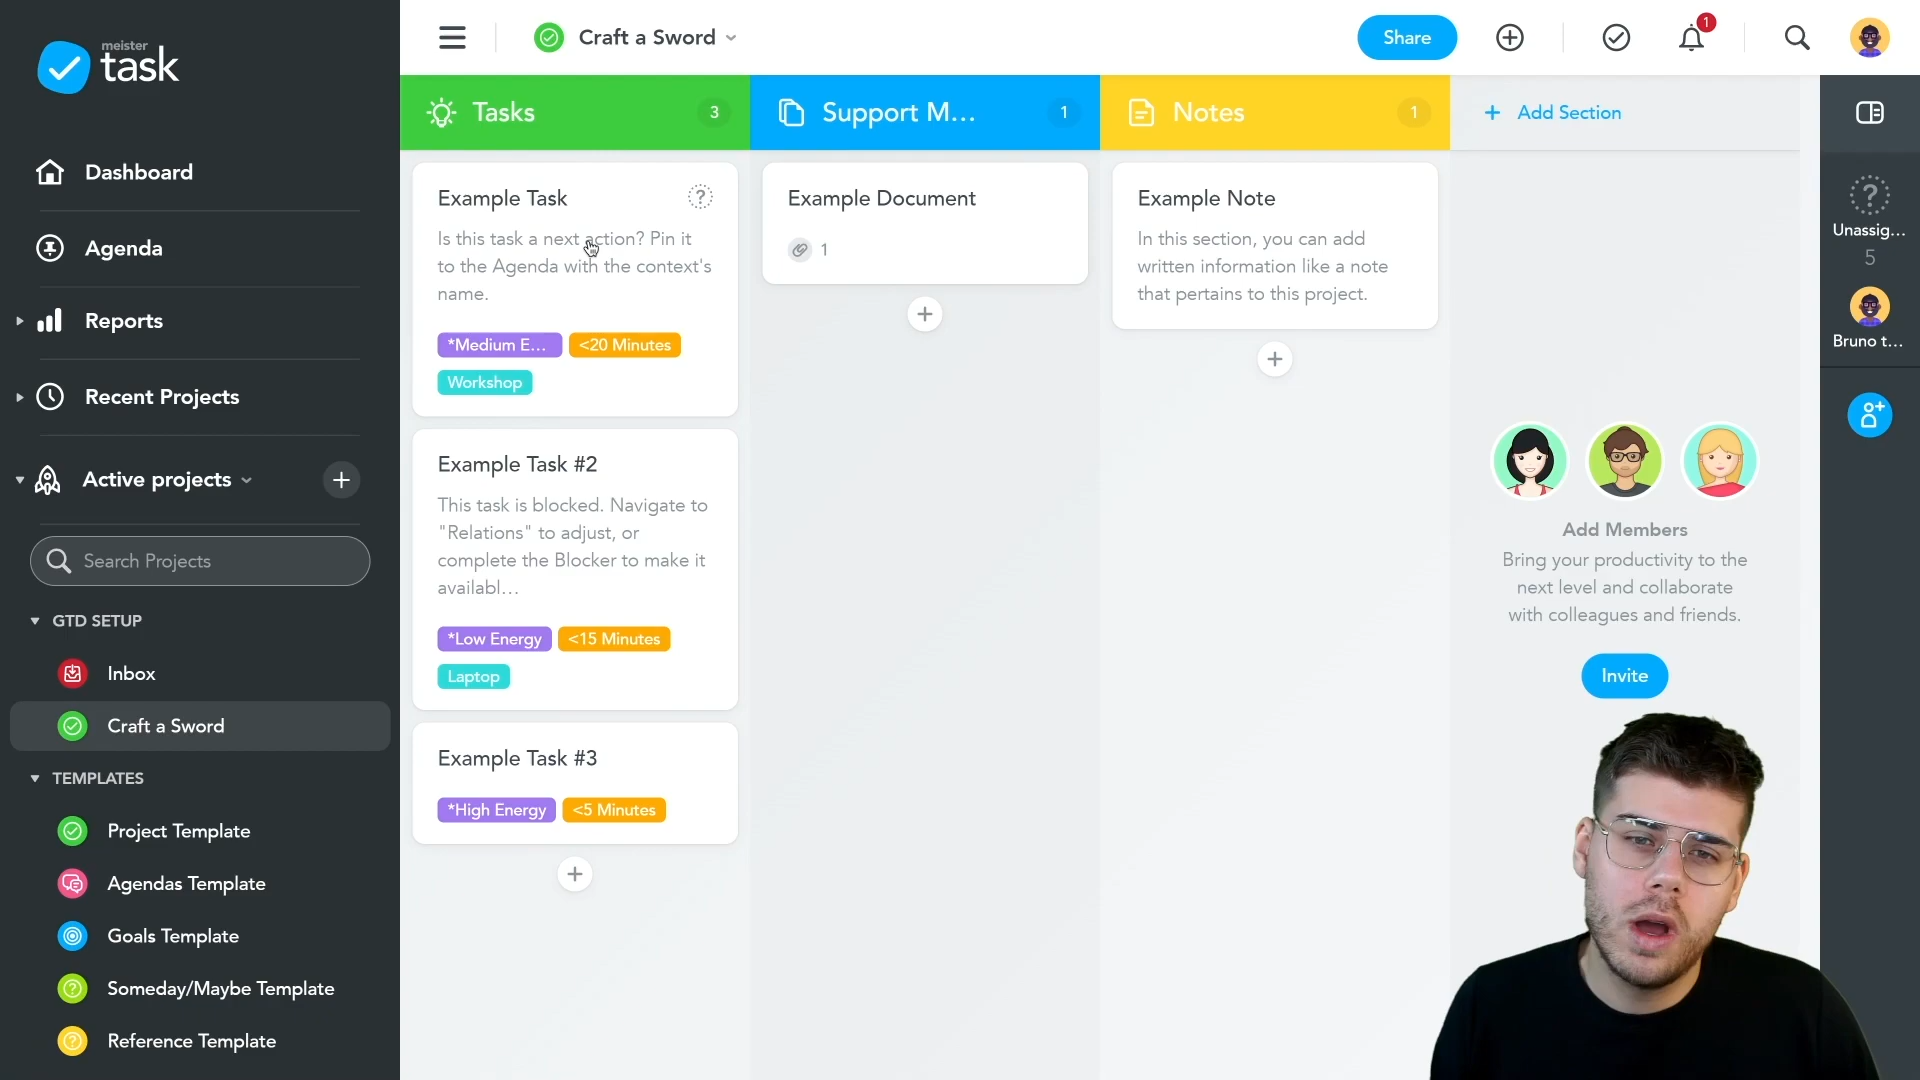 meister
task
Dashboard
Agenda
Reports
Recent Projects
Active projects
Search Projects
GTD SETUP
Inbox
Craft a Sword
TEMPLATES
Project Template
Agendas Template
Goals Template
Someday/Maybe Template
Reference Template
Craft a Sword
Share
1
Tasks 3
Example Task ?
Is this task a next action? Pin it
to the Agenda with the context's
name.
*Medium E... <20 Minutes
Workshop
Example Task #2
This task is blocked. Navigate to
"Relations" to adjust, or
complete the Blocker to make it
availabl...
*Low Energy <15 Minutes
Laptop
Example Task #3
*High Energy <5 Minutes
Support M... 1
Example Document
1
Notes 1
Example Note
In this section, you can add
written information like a note
that pertains to this project.
+ Add Section
Add Members
Bring your productivity to the
next level and collaborate
with colleagues and friends.
Invite
?
Unassig...
5
Bruno t...